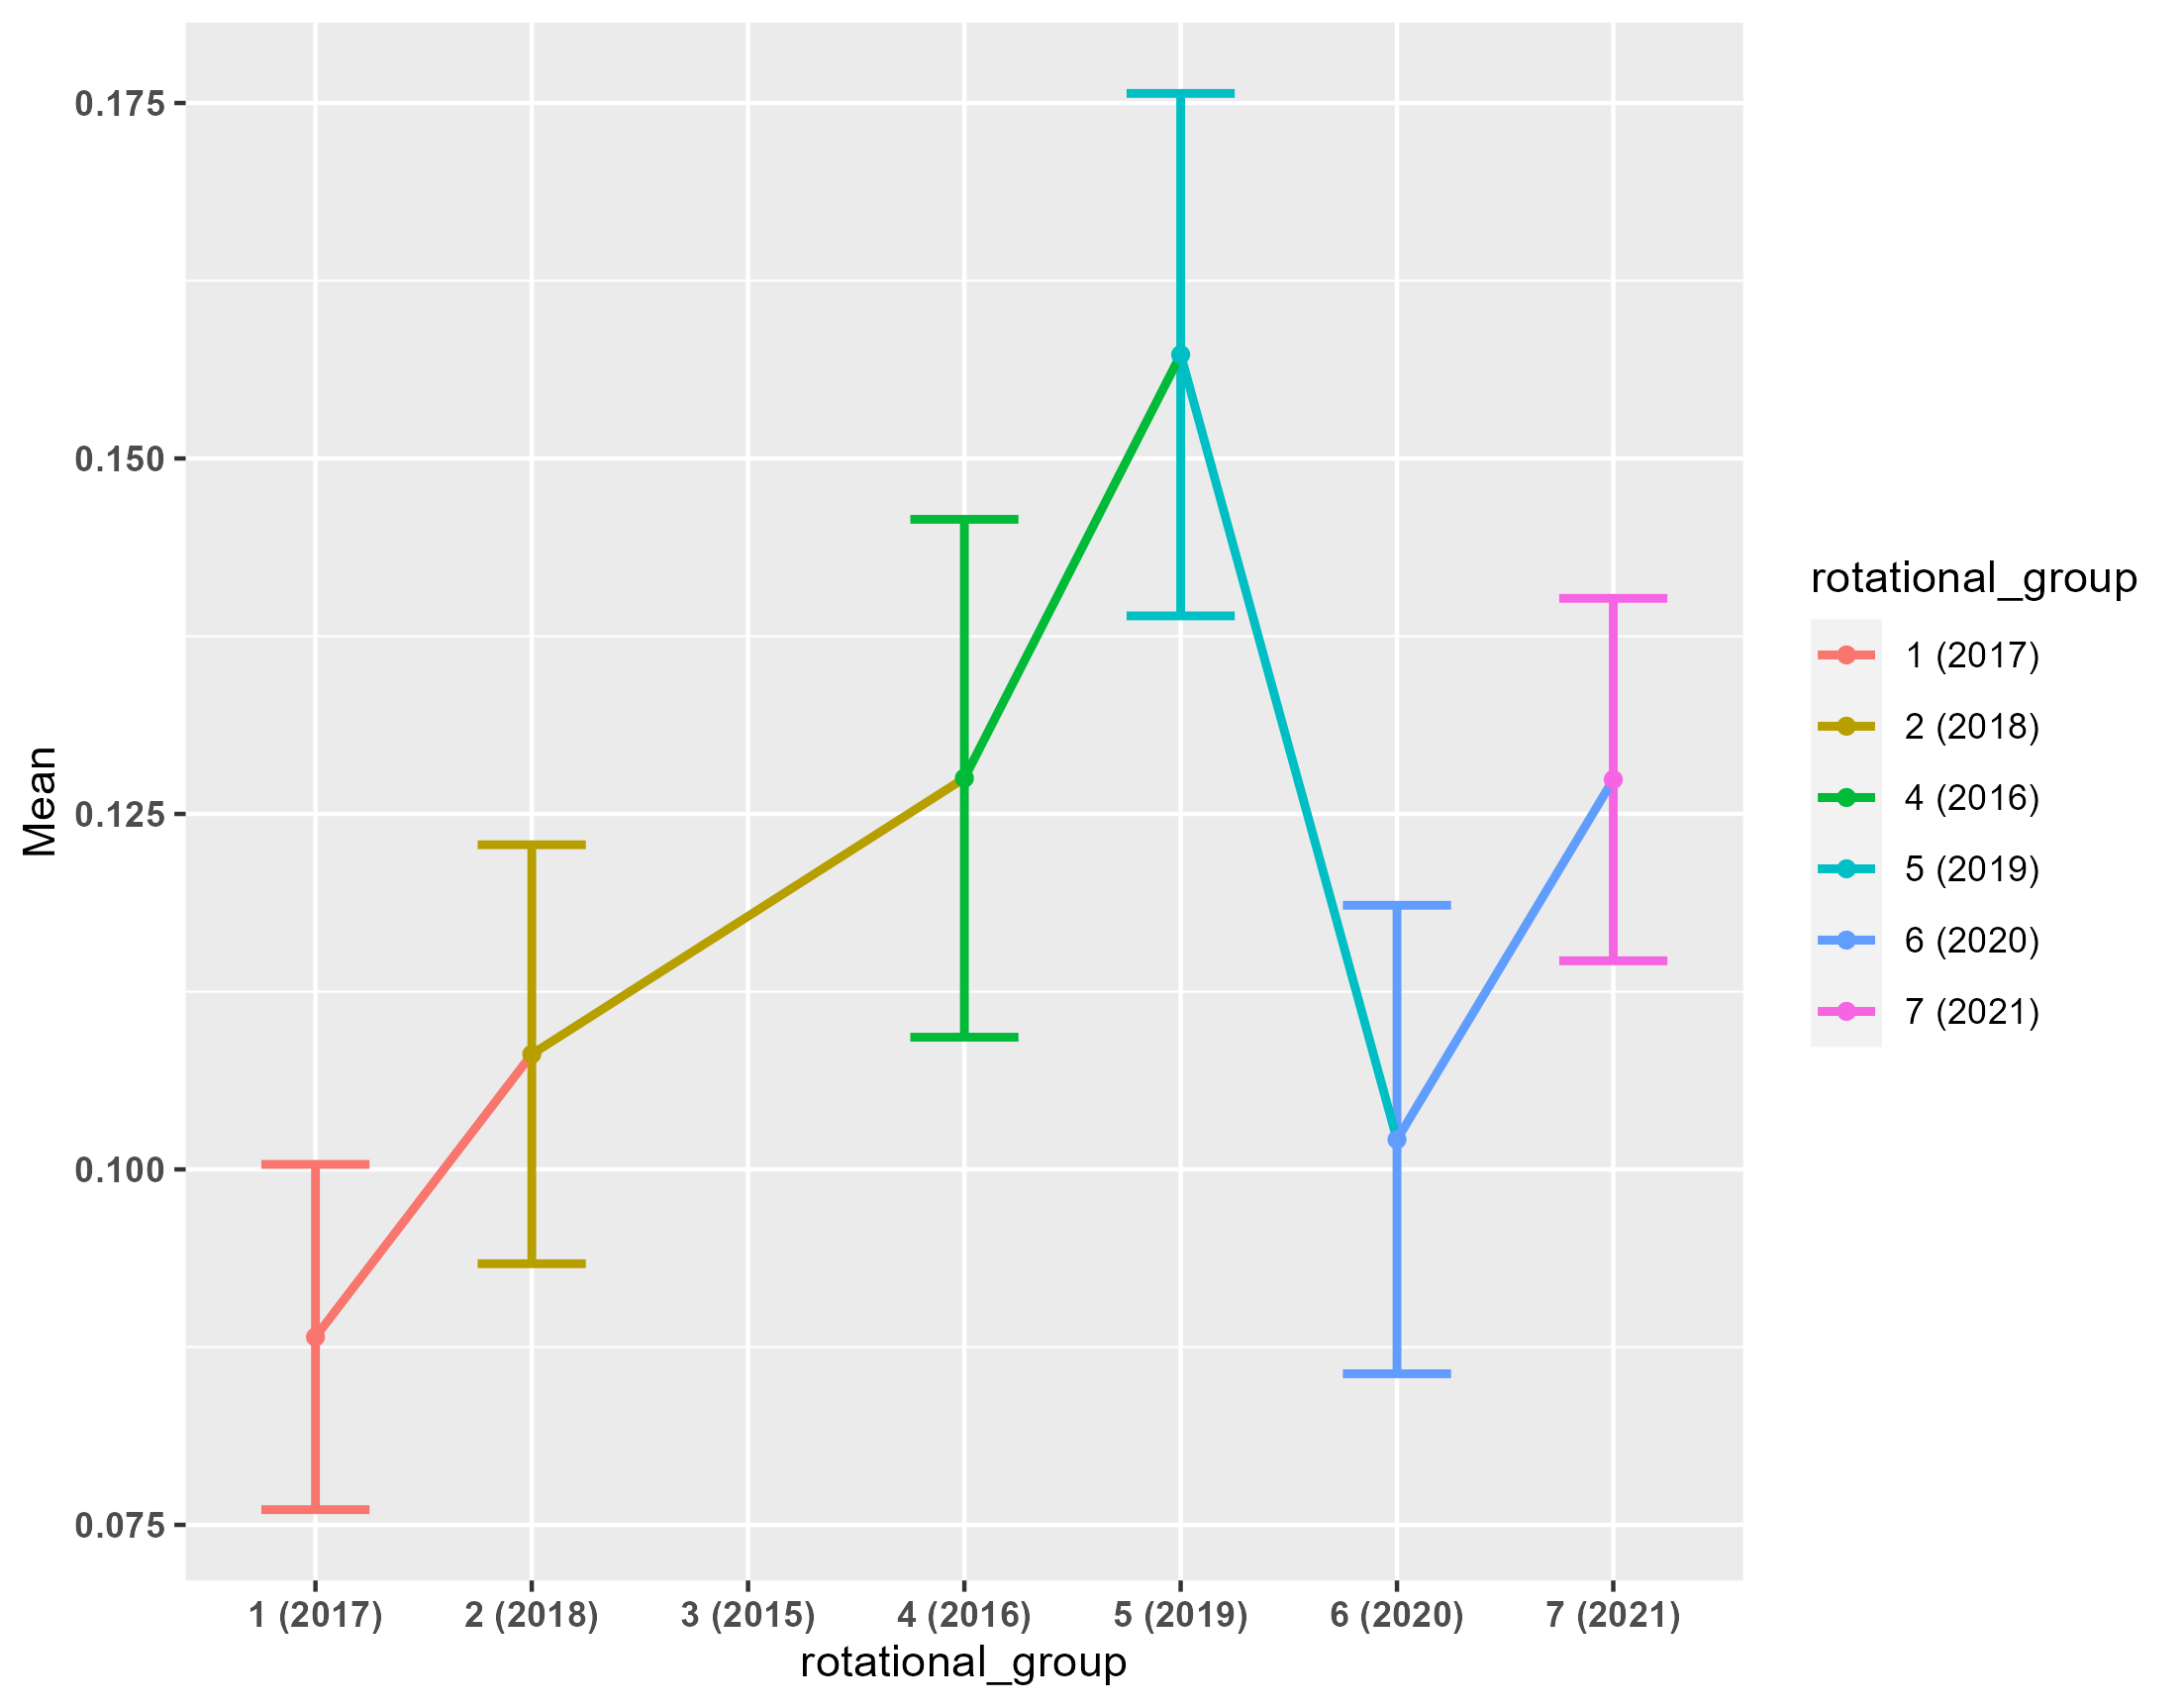 0.175
0.150
0.125
0.100
0.075
Mean
1 (2017) 2 (2018) 3 (2015) 4 (2016) 5 (2019) 6 (2020) 7 (2021)
rotational_group
rotational_group
1 (2017)
2 (2018)
4 (2016)
5 (2019)
6 (2020)
7 (2021)